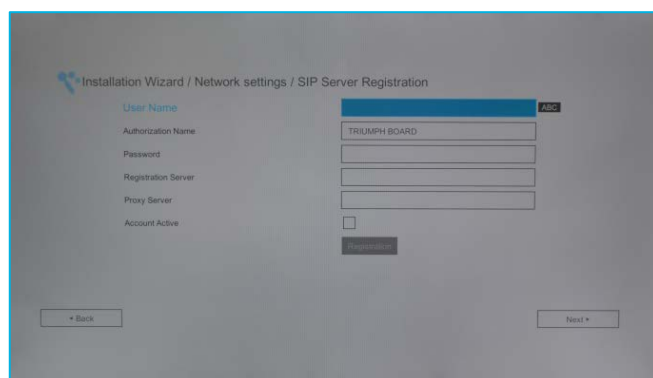 Installation Wizard / Network settings / SIP Server Registration
User Name ABC
Authorization Name TRIUMPH BOARD
Password
Registration Server
Proxy Server
Account Active
Registration
Back Next